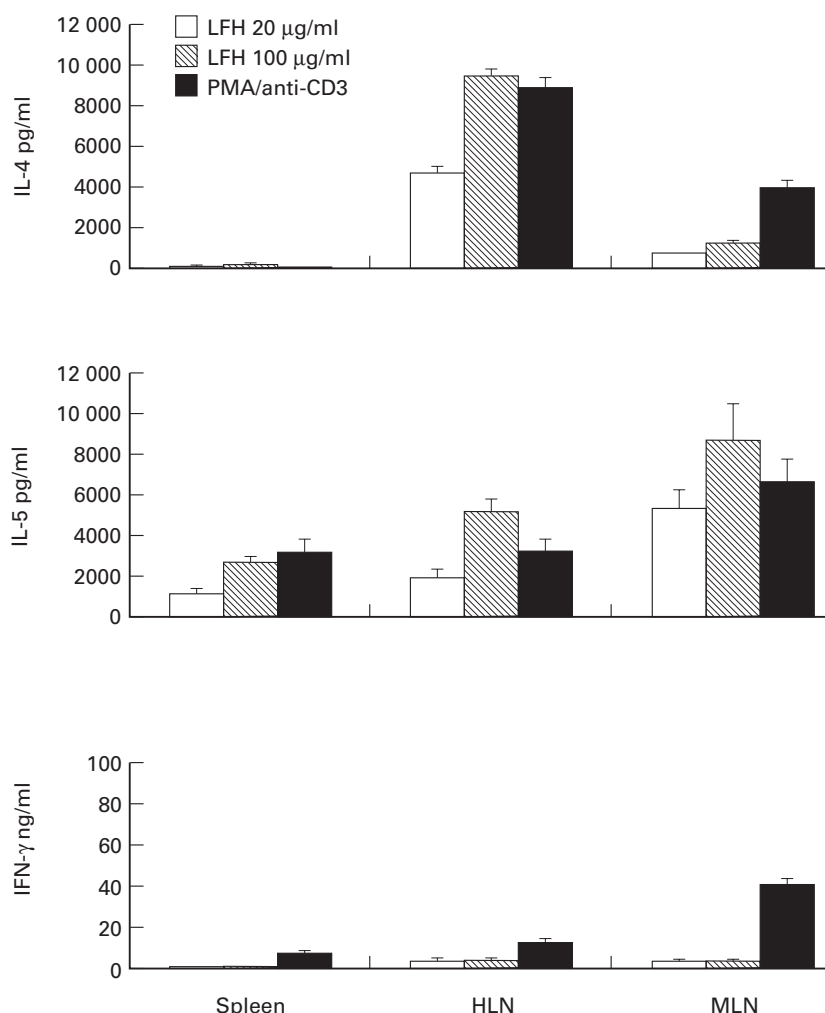 LFH 20 μg/ml
LFH 100 μg/ml
PMA/anti-CD3
IL-4 pg/ml
12 000
10 000
8000
6000
4000
2000
0
IL-5 pg/ml
12 000
10 000
8000
6000
4000
2000
0
IFN-γ ng/ml
100
80
60
40
20
0
Spleen HLN MLN